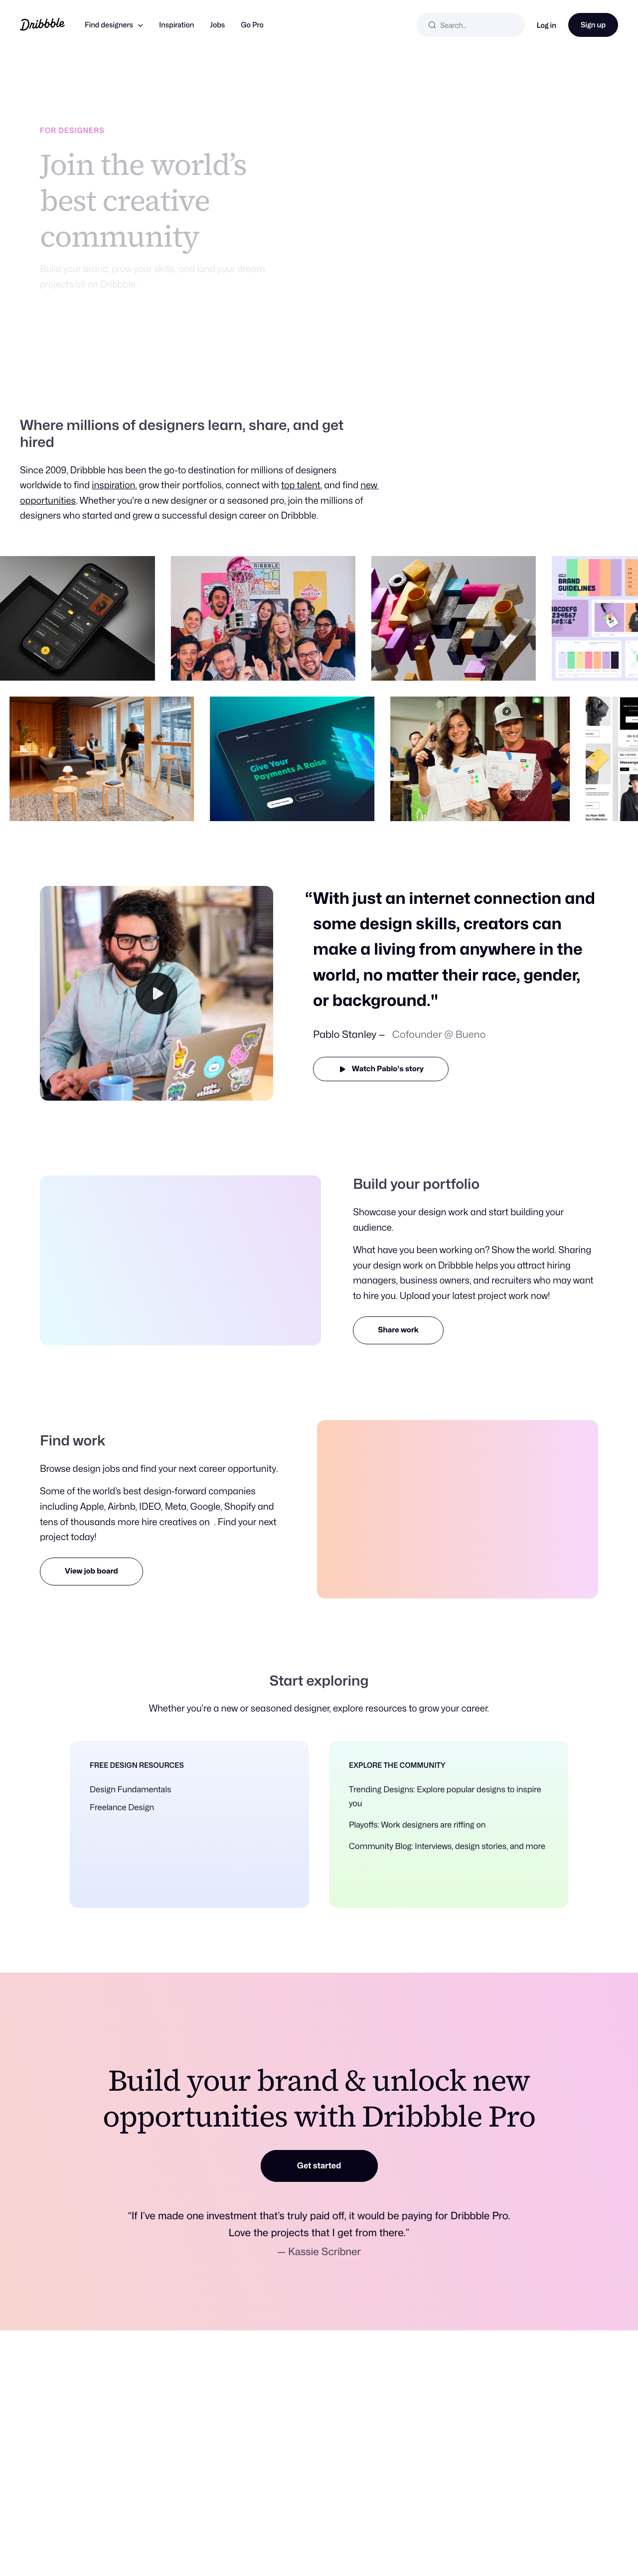 Dribbble
Find designers
Inspiration
Jobs
Go Pro
Search...
Log in
Sign up
FOR DESIGNERS
Join the world’s
best creative
community
Build your brand, grow your skills, and land your dream
projects all on Dribbble.
Where millions of designers learn, share, and get
hired
Since 2009, Dribbble has been the go-to destination for millions of designers
worldwide to find inspiration, grow their portfolios, connect with top talent, and find new
opportunities. Whether you're a new designer or a seasoned pro, join the millions of
designers who started and grew a successful design career on Dribbble.
BRAND
GUIDELINES
Give Your
Payments A Raise
“With just an internet connection and
some design skills, creators can
make a living from anywhere in the
world, no matter their race, gender,
or background."
Pablo Stanley — Cofounder @ Bueno
Watch Pablo's story
Build your portfolio
Showcase your design work and start building your
audience.
What have you been working on? Show the world. Sharing
your design work on Dribbble helps you attract hiring
managers, business owners, and recruiters who may want
to hire you. Upload your latest project work now!
Share work
Find work
Browse design jobs and find your next career opportunity.
Some of the world’s best design-forward companies
including Apple, Airbnb, IDEO, Meta, Google, Shopify and
tens of thousands more hire creatives on . Find your next
project today!
View job board
Start exploring
Whether you’re a new or seasoned designer, explore resources to grow your career.
FREE DESIGN RESOURCES
Design Fundamentals
Freelance Design
EXPLORE THE COMMUNITY
Trending Designs: Explore popular designs to inspire
you
Playoffs: Work designers are riffing on
Community Blog: Interviews, design stories, and more
Build your brand & unlock new
opportunities with Dribbble Pro
Get started
“If I’ve made one investment that’s truly paid off, it would be paying for Dribbble Pro.
Love the projects that I get from there.”
— Kassie Scribner